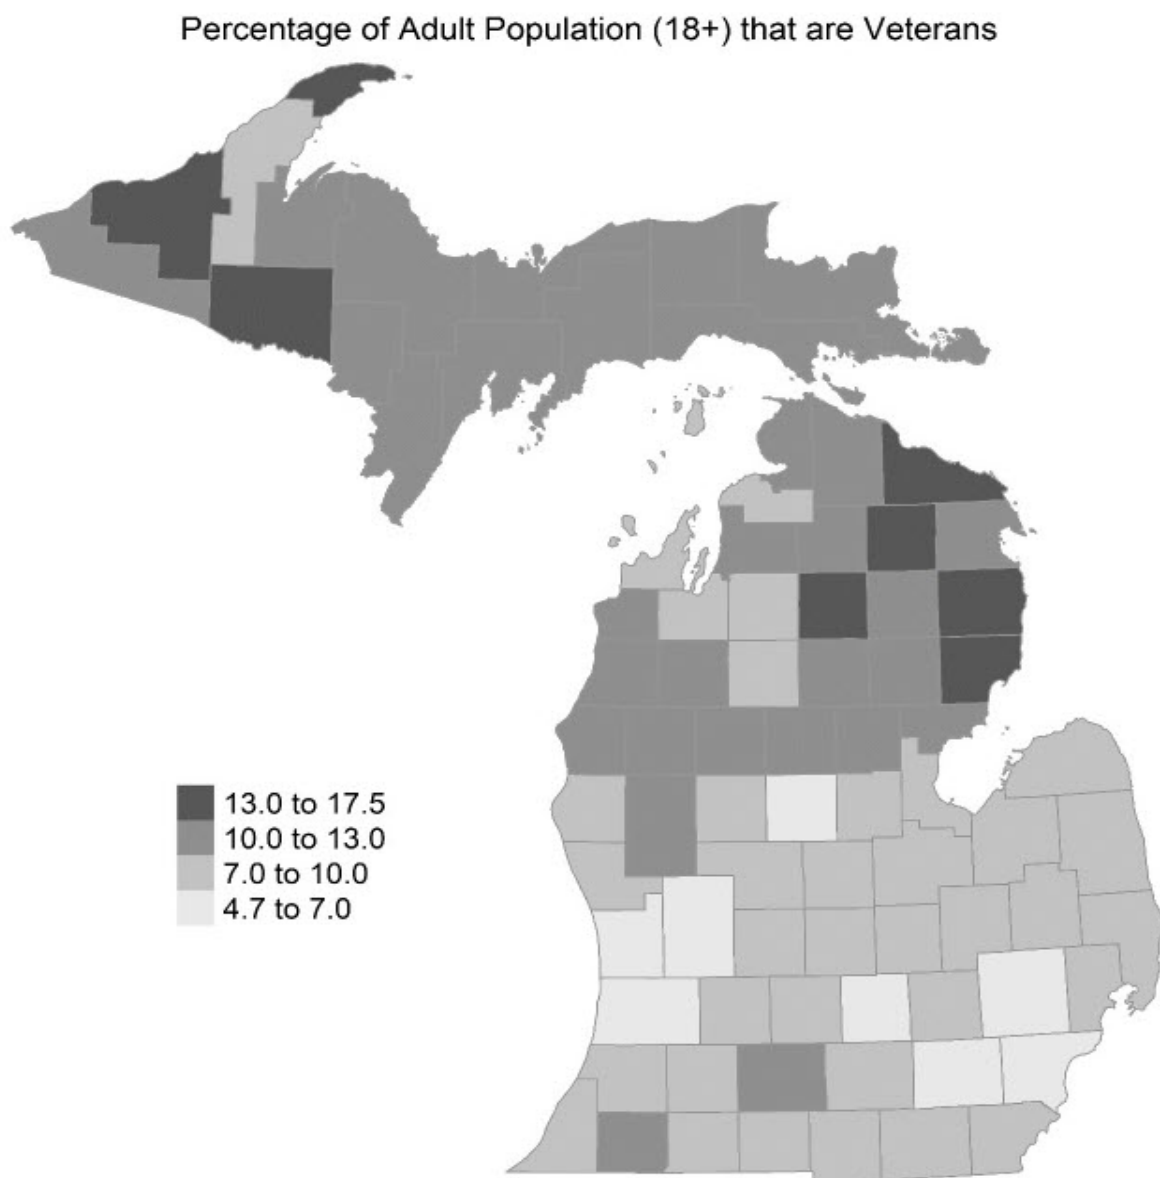 Percentage of Adult Population (18+) that are Veterans
13.0 to 17.5
10.0 to 13.0
7.0 to 10.0
4.7 to 7.0